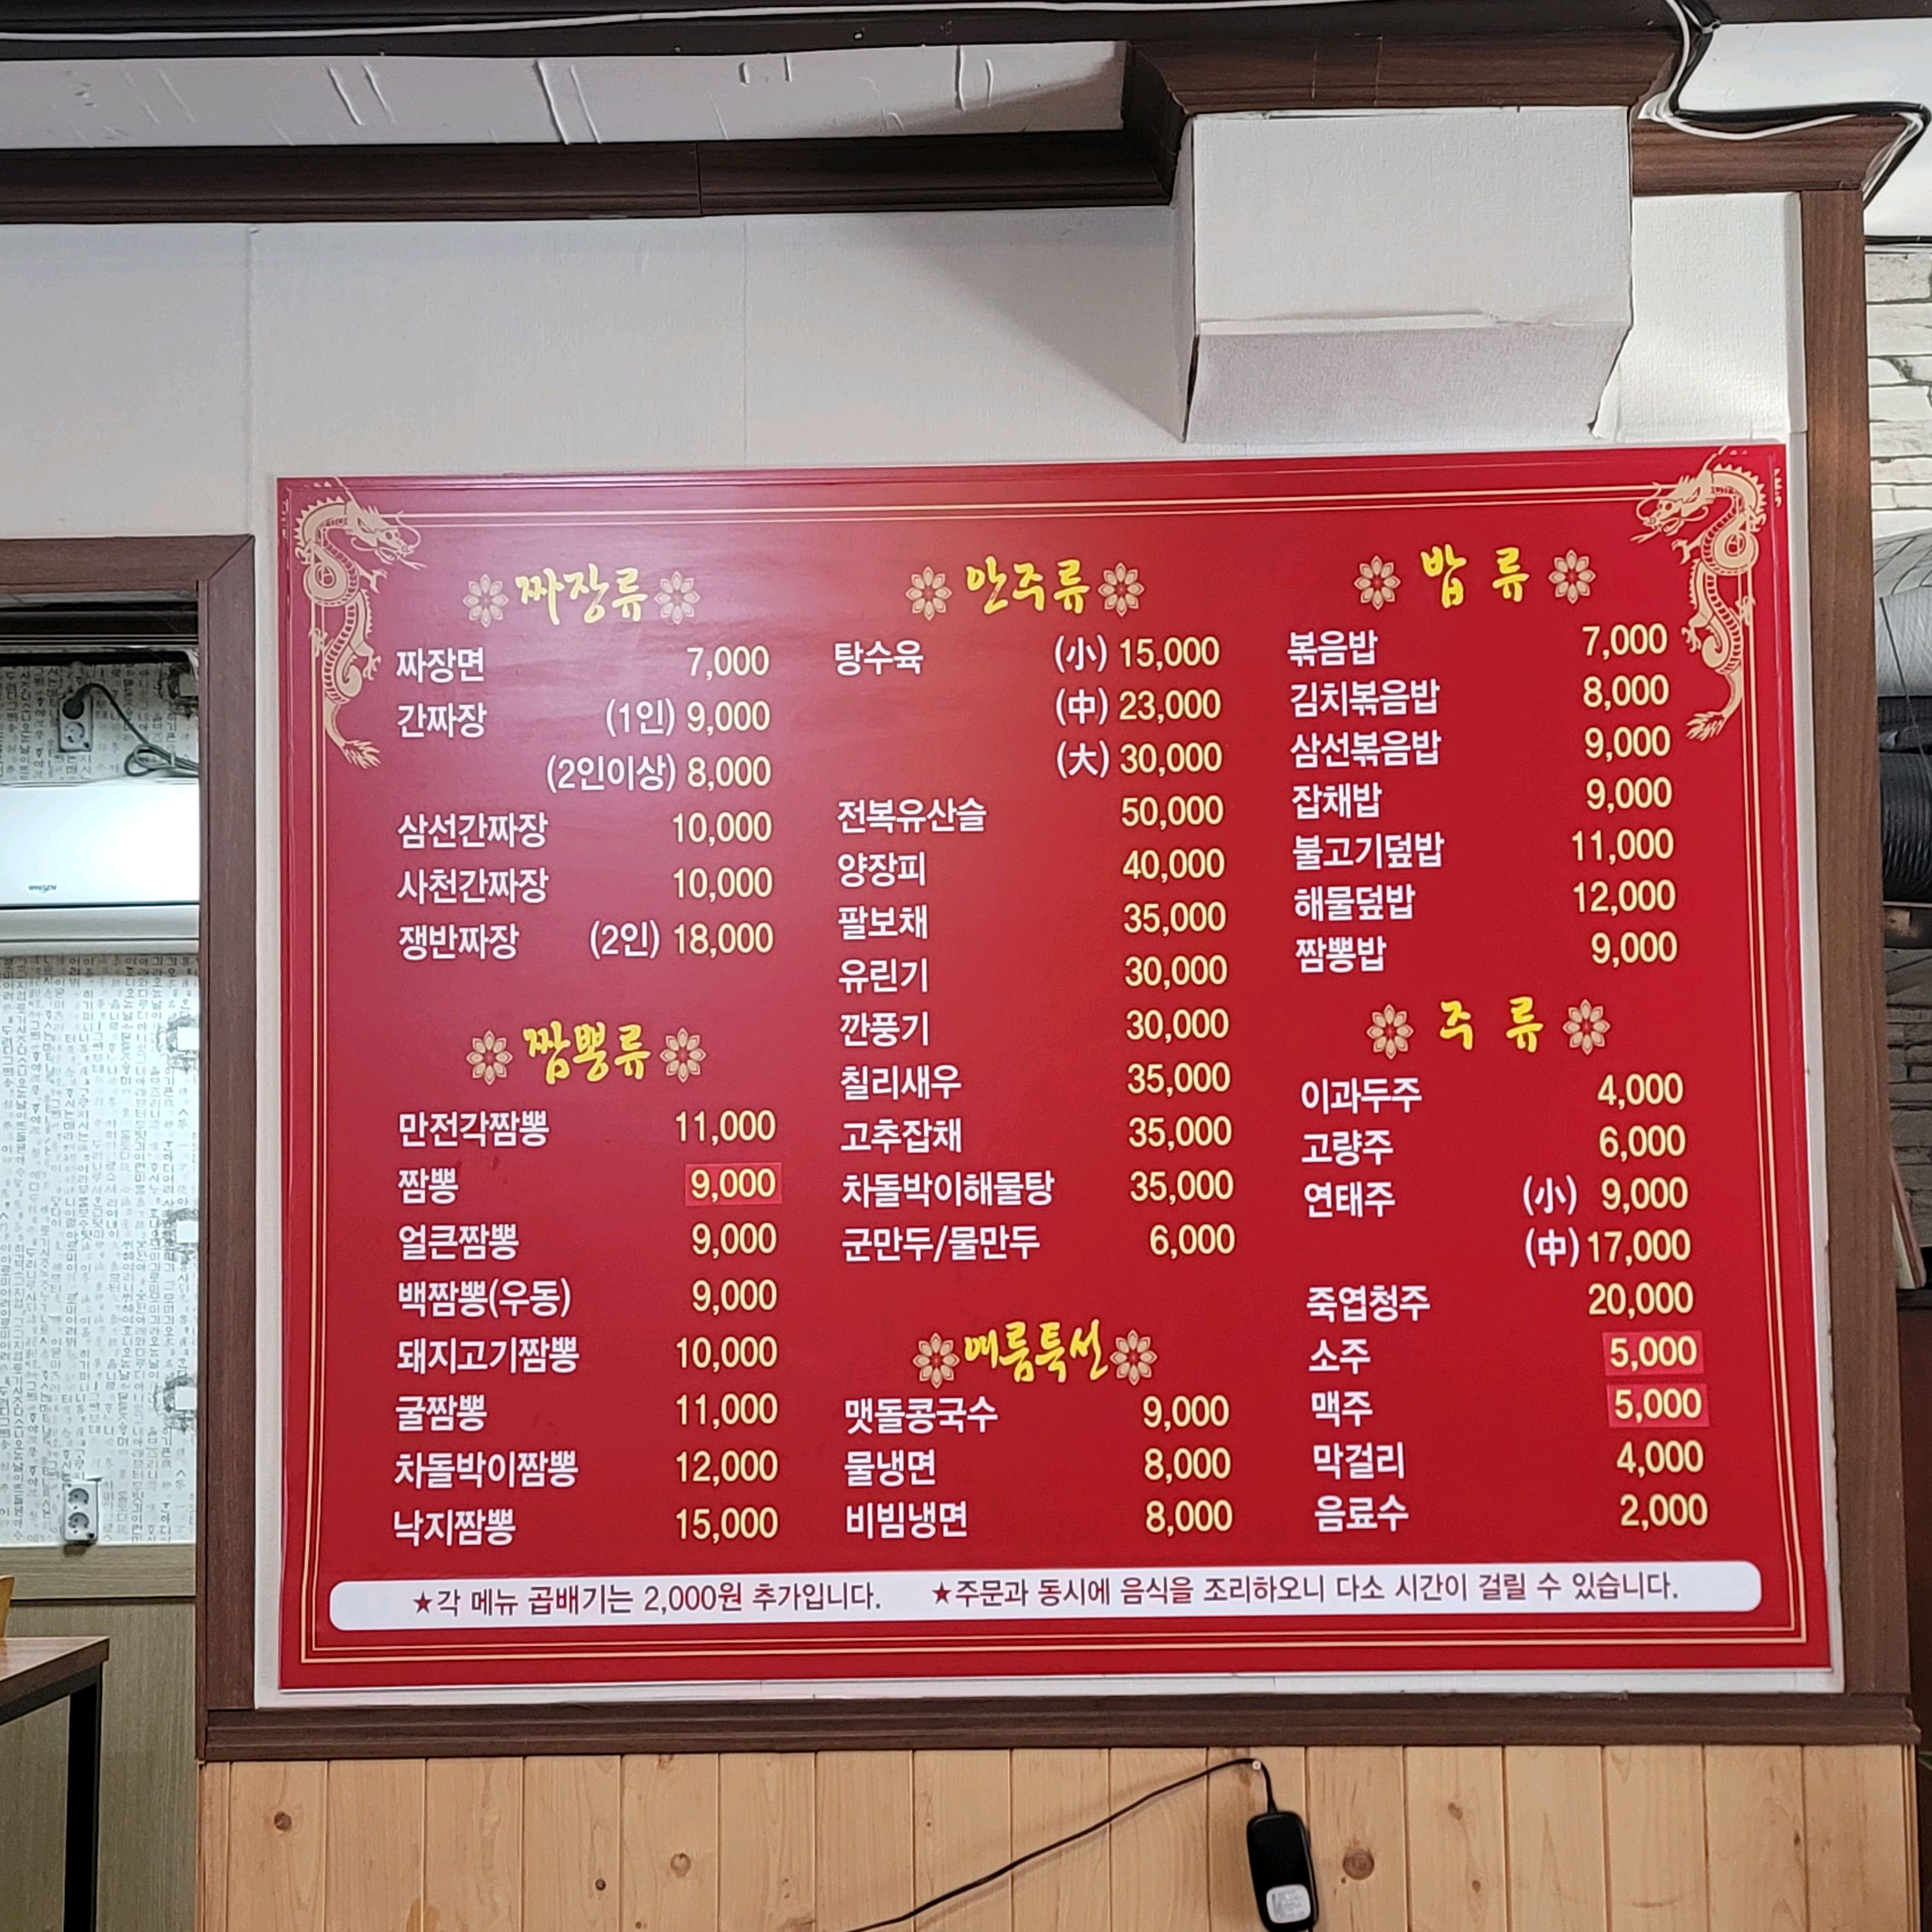 짜장류
짜장면 7,000
간짜장 (1인) 9,000
(2인이상) 8,000
삼선간짜장 10,000
사천간짜장 10,000
쟁반짜장 (2인) 18,000
짬뽕류
만전각짬뽕 11,000
짬뽕 9,000
얼큰짬뽕 9,000
백짬뽕(우동) 9,000
돼지고기짬뽕 10,000
굴짬뽕 11,000
차돌박이짬뽕 12,000
낙지짬뽕 15,000
안주류
탕수육 (小) 15,000
(中) 23,000
(大) 30,000
전복유산슬 50,000
양장피 40,000
팔보채 35,000
유린기 30,000
깐풍기 30,000
칠리새우 35,000
고추잡채 35,000
차돌박이해물탕 35,000
군만두/물만두 6,000
여름특선
맷돌콩국수 9,000
물냉면 8,000
비빔냉면 8,000
밥 류
볶음밥 7,000
김치볶음밥 8,000
삼선볶음밥 9,000
잡채밥 9,000
불고기덮밥 11,000
해물덮밥 12,000
짬뽕밥 9,000
주 류
이과두주 4,000
고량주 6,000
연태주 (小) 9,000
(中) 17,000
죽엽청주 20,000
소주 5,000
맥주 5,000
막걸리 4,000
음료수 2,000
★각 메뉴 곱배기는 2,000원 추가입니다. ★주문과 동시에 음식을 조리하오니 다소 시간이 걸릴 수 있습니다.
WHISEN